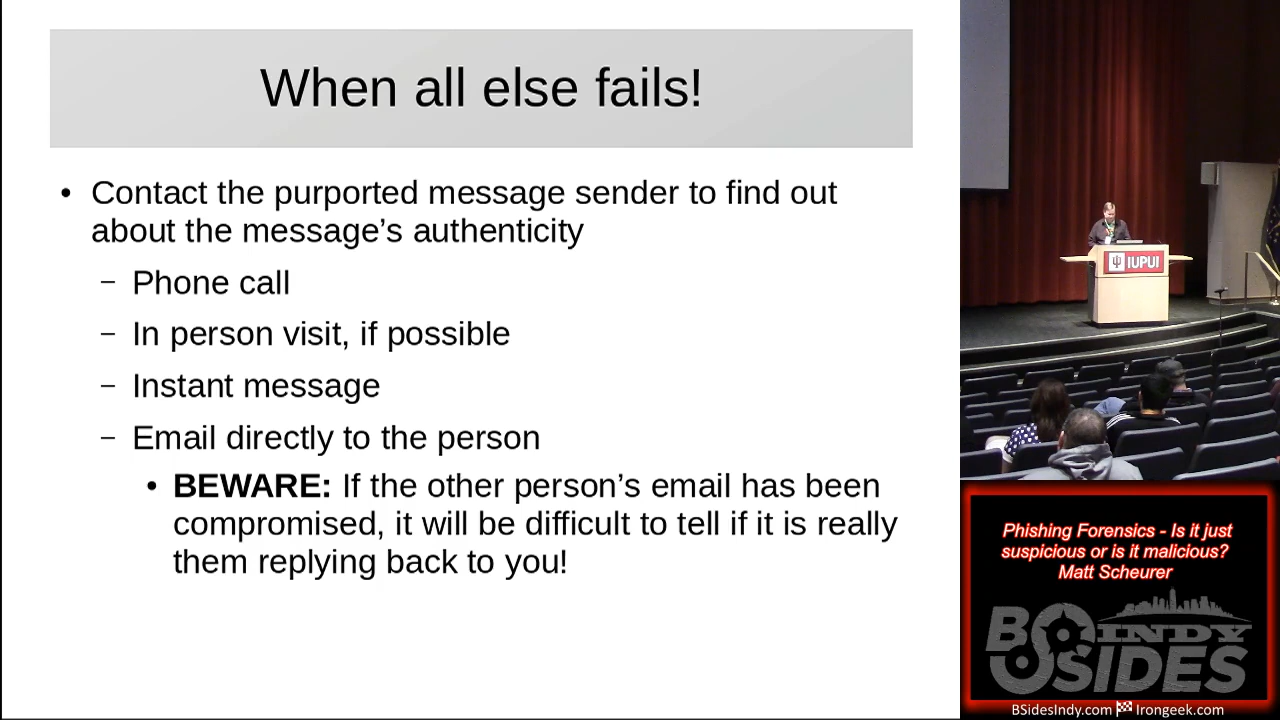 When all else fails!
• Contact the purported message sender to find out
about the message’s authenticity
– Phone call
– In person visit, if possible
– Instant message
– Email directly to the person
• BEWARE: If the other person’s email has been
compromised, it will be difficult to tell if it is really
them replying back to you!
IUPUI
Phishing Forensics - Is it just
suspicious or is it malicious?
Matt Scheurer
BSIDES INDY
BSidesIndy.com Irongeek.com